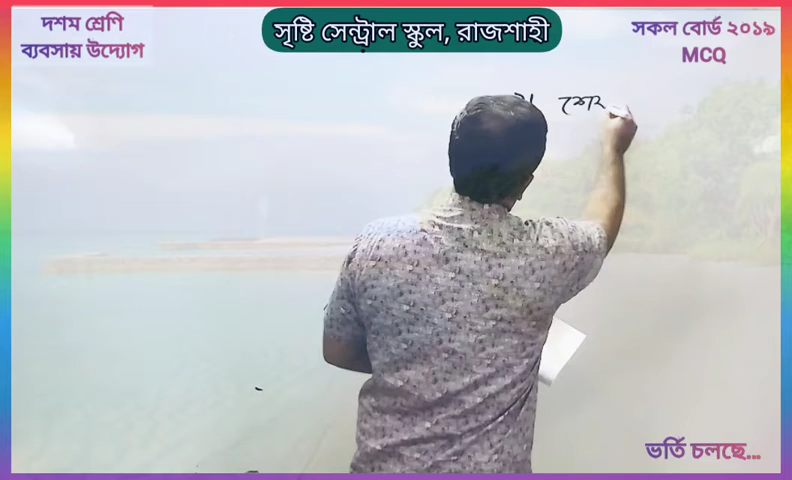 দশম শ্রেণি
ব্যবসায় উদ্যোগ
সৃষ্টি সেন্ট্রাল স্কুল, রাজশাহী
সকল বোর্ড ২০১৯
MCQ
ভর্তি চলছে...